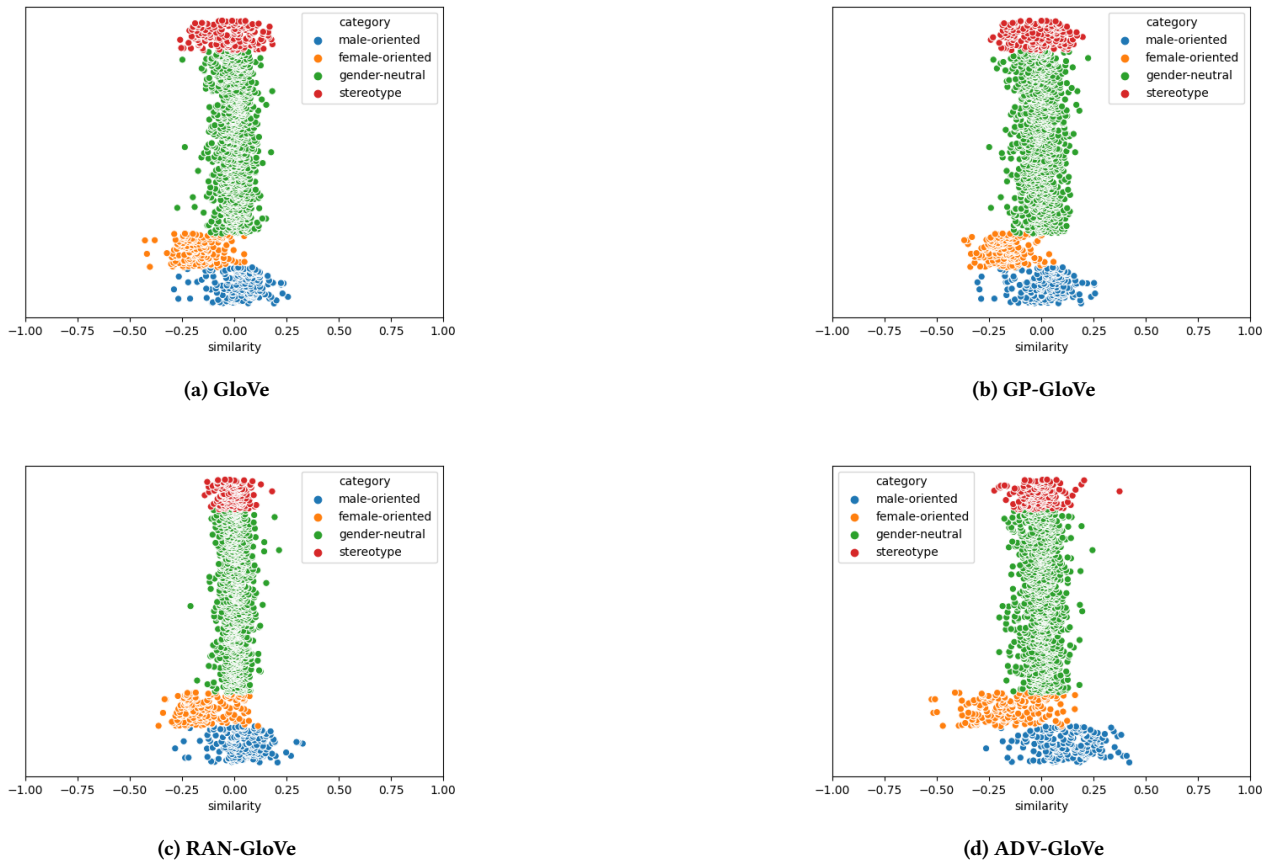 category
male-oriented
female-oriented
gender-neutral
stereotype
−1.00 −0.75 −0.50 −0.25 0.00 0.25 0.50 0.75 1.00
similarity
(a) GloVe
category
male-oriented
female-oriented
gender-neutral
stereotype
−1.00 −0.75 −0.50 −0.25 0.00 0.25 0.50 0.75 1.00
similarity
(b) GP-GloVe
category
male-oriented
female-oriented
gender-neutral
stereotype
−1.00 −0.75 −0.50 −0.25 0.00 0.25 0.50 0.75 1.00
similarity
(c) RAN-GloVe
category
male-oriented
female-oriented
gender-neutral
stereotype
−1.00 −0.75 −0.50 −0.25 0.00 0.25 0.50 0.75 1.00
similarity
(d) ADV-GloVe